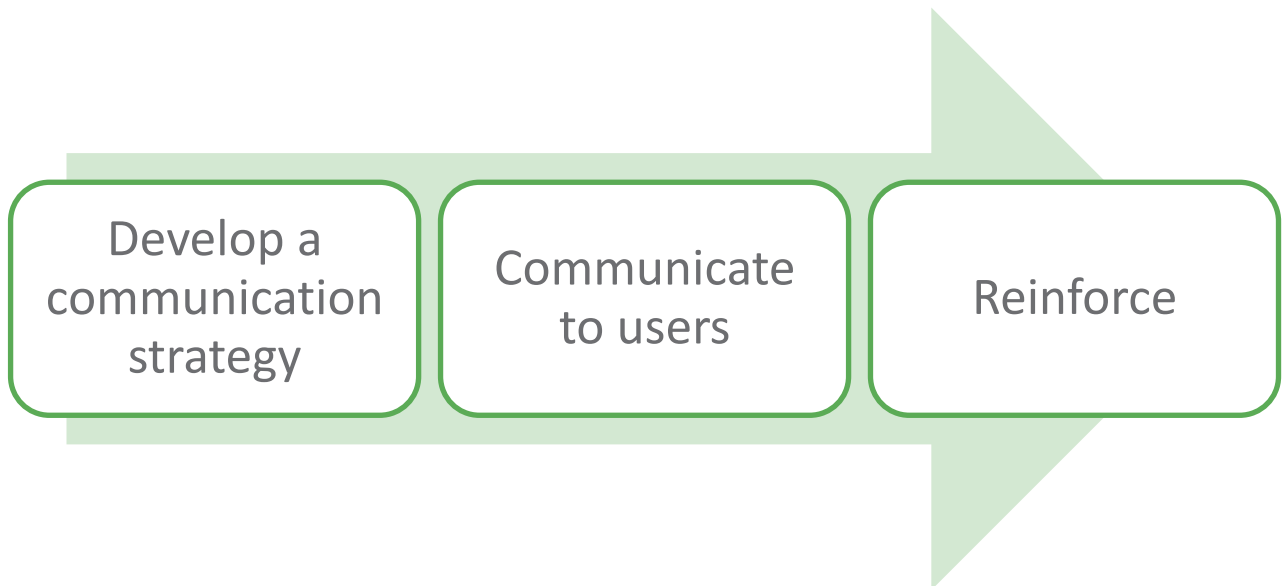 Develop a
communication
strategy
Communicate
to users
Reinforce